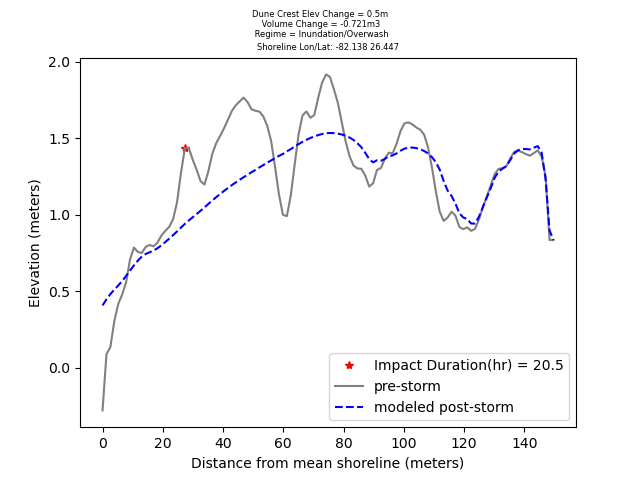 Dune Crest Elev Change = 0.5m
Volume Change = -0.721m3
Regime = Inundation/Overwash
Shoreline Lon/Lat: -82.138 26.447
2.0
1.5
1.0
0.5
0.0
Elevation (meters)
Impact Duration(hr) = 20.5
pre-storm
modeled post-storm
0 20 40 60 80 100 120 140
Distance from mean shoreline (meters)